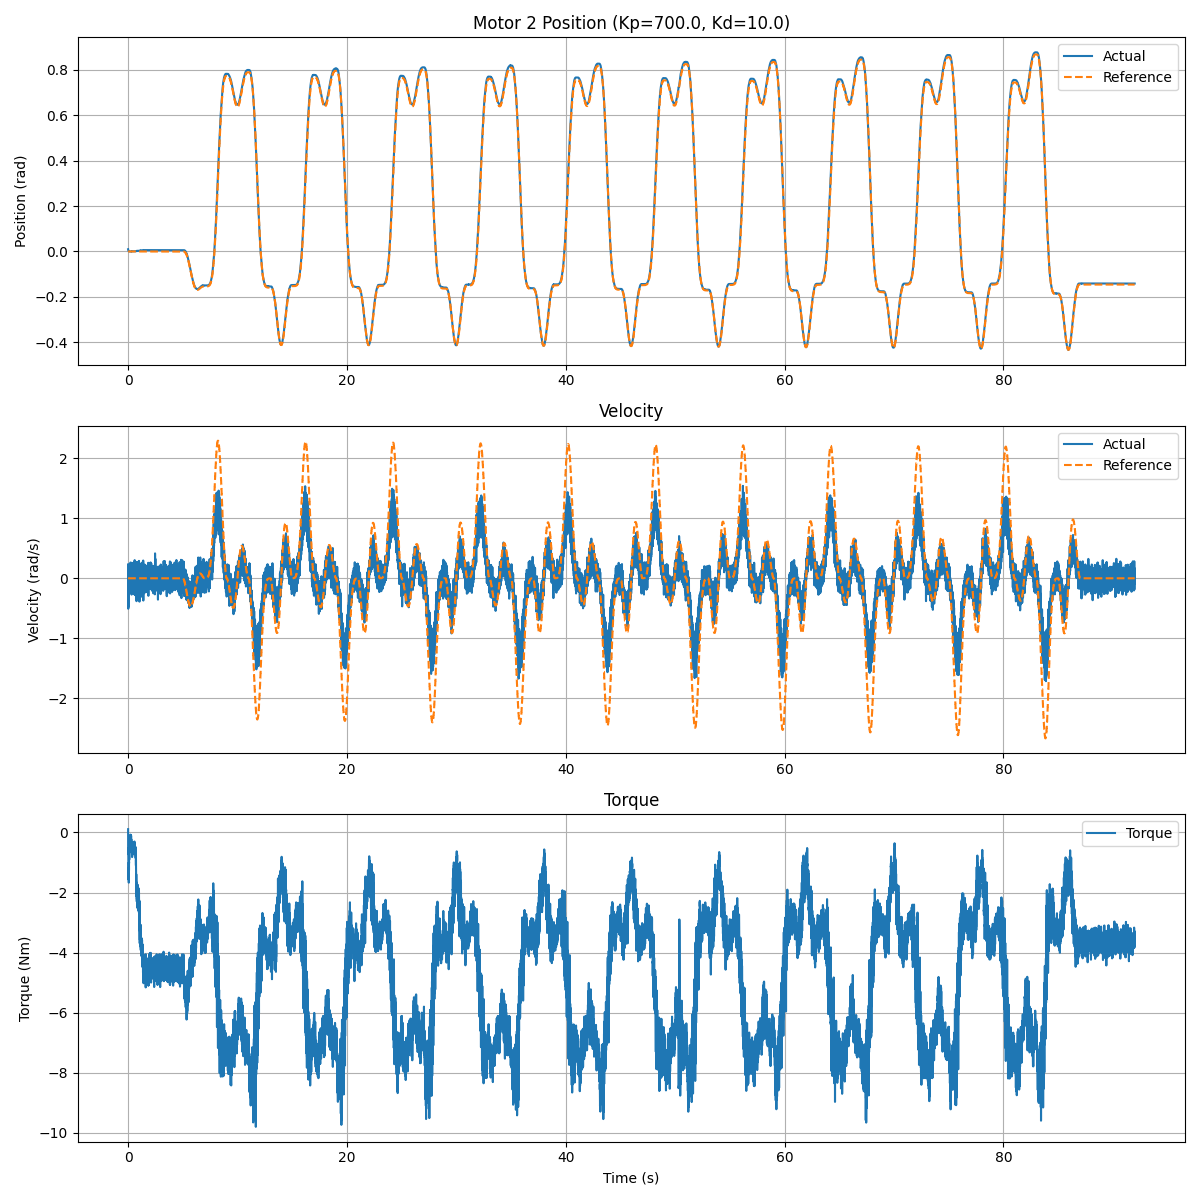 Motor 2 Position (Kp=700.0, Kd=10.0)
Actual
Reference
Position (rad)
0.8
0.6
0.4
0.2
0.0
−0.2
−0.4
0 20 40 60 80
Velocity
Actual
Reference
Velocity (rad/s)
2
1
0
−1
−2
0 20 40 60 80
Torque
Torque
Torque (Nm)
0
−2
−4
−6
−8
−10
0 20 40 60 80
Time (s)